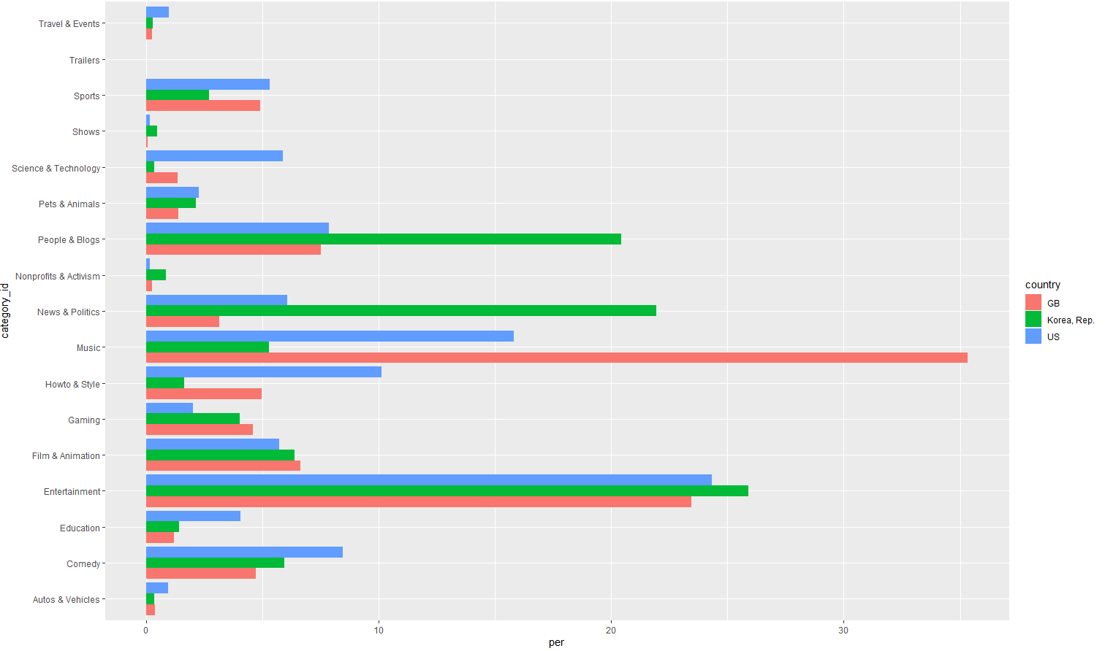 Travel & Events
Trailers
Sports
Shows
Science & Technology
Pets & Animals
People & Blogs
Nonprofits & Activism
News & Politics
Music
Howto & Style
Gaming
Film & Animation
Entertainment
Education
Comedy
Autos & Vehicles
category_id
0 10 20 30
per
country
GB
Korea, Rep.
US